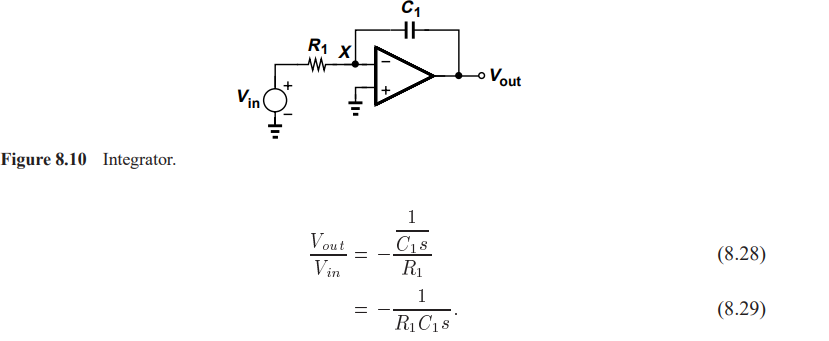 C1
R1 X
−
Vout
+
Vin
+
−
Figure 8.10 Integrator.
Vout/Vin = −(1/(C1s))/R1 (8.28)
= −1/(R1C1s). (8.29)